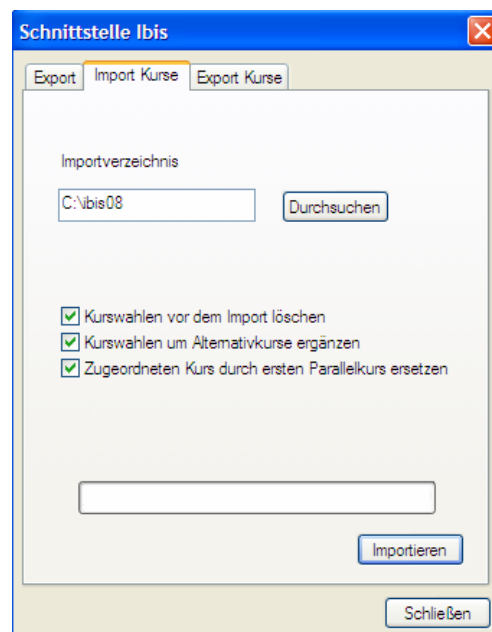 Schnittstelle Ibis
Export Import Kurse Export Kurse
Importverzeichnis
C:\ibis08 Durchsuchen
Kurswahlen vor dem Import löschen
Kurswahlen um Alternativkurse ergänzen
Zugeordneten Kurs durch ersten Parallelkurs ersetzen
Importieren
Schließen